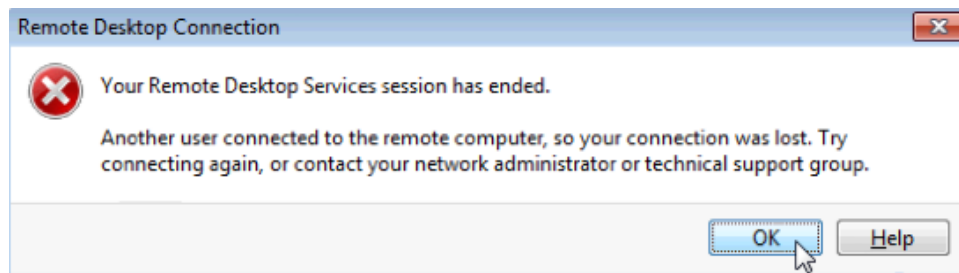 Remote Desktop Connection
Your Remote Desktop Services session has ended.
Another user connected to the remote computer, so your connection was lost. Try
connecting again, or contact your network administrator or technical support group.
OK
Help